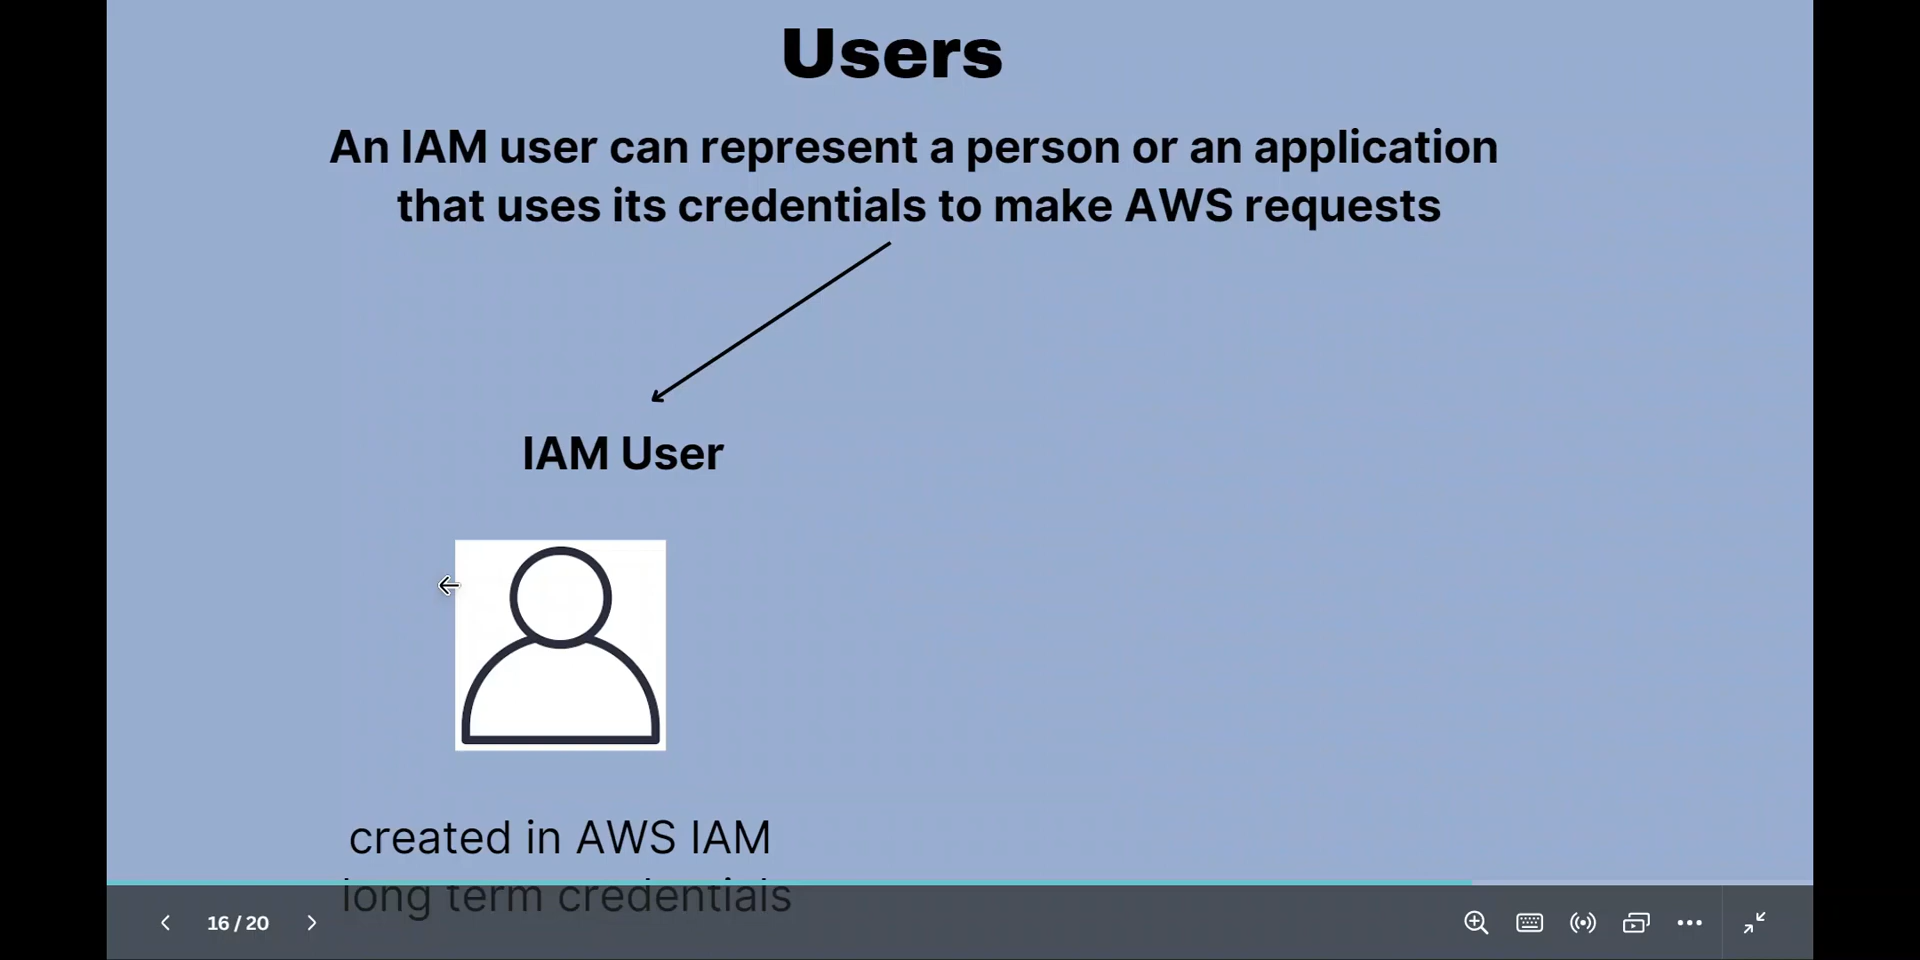 Users
An IAM user can represent a person or an application
that uses its credentials to make AWS requests
IAM User
created in AWS IAM
long term credentials
16 / 20